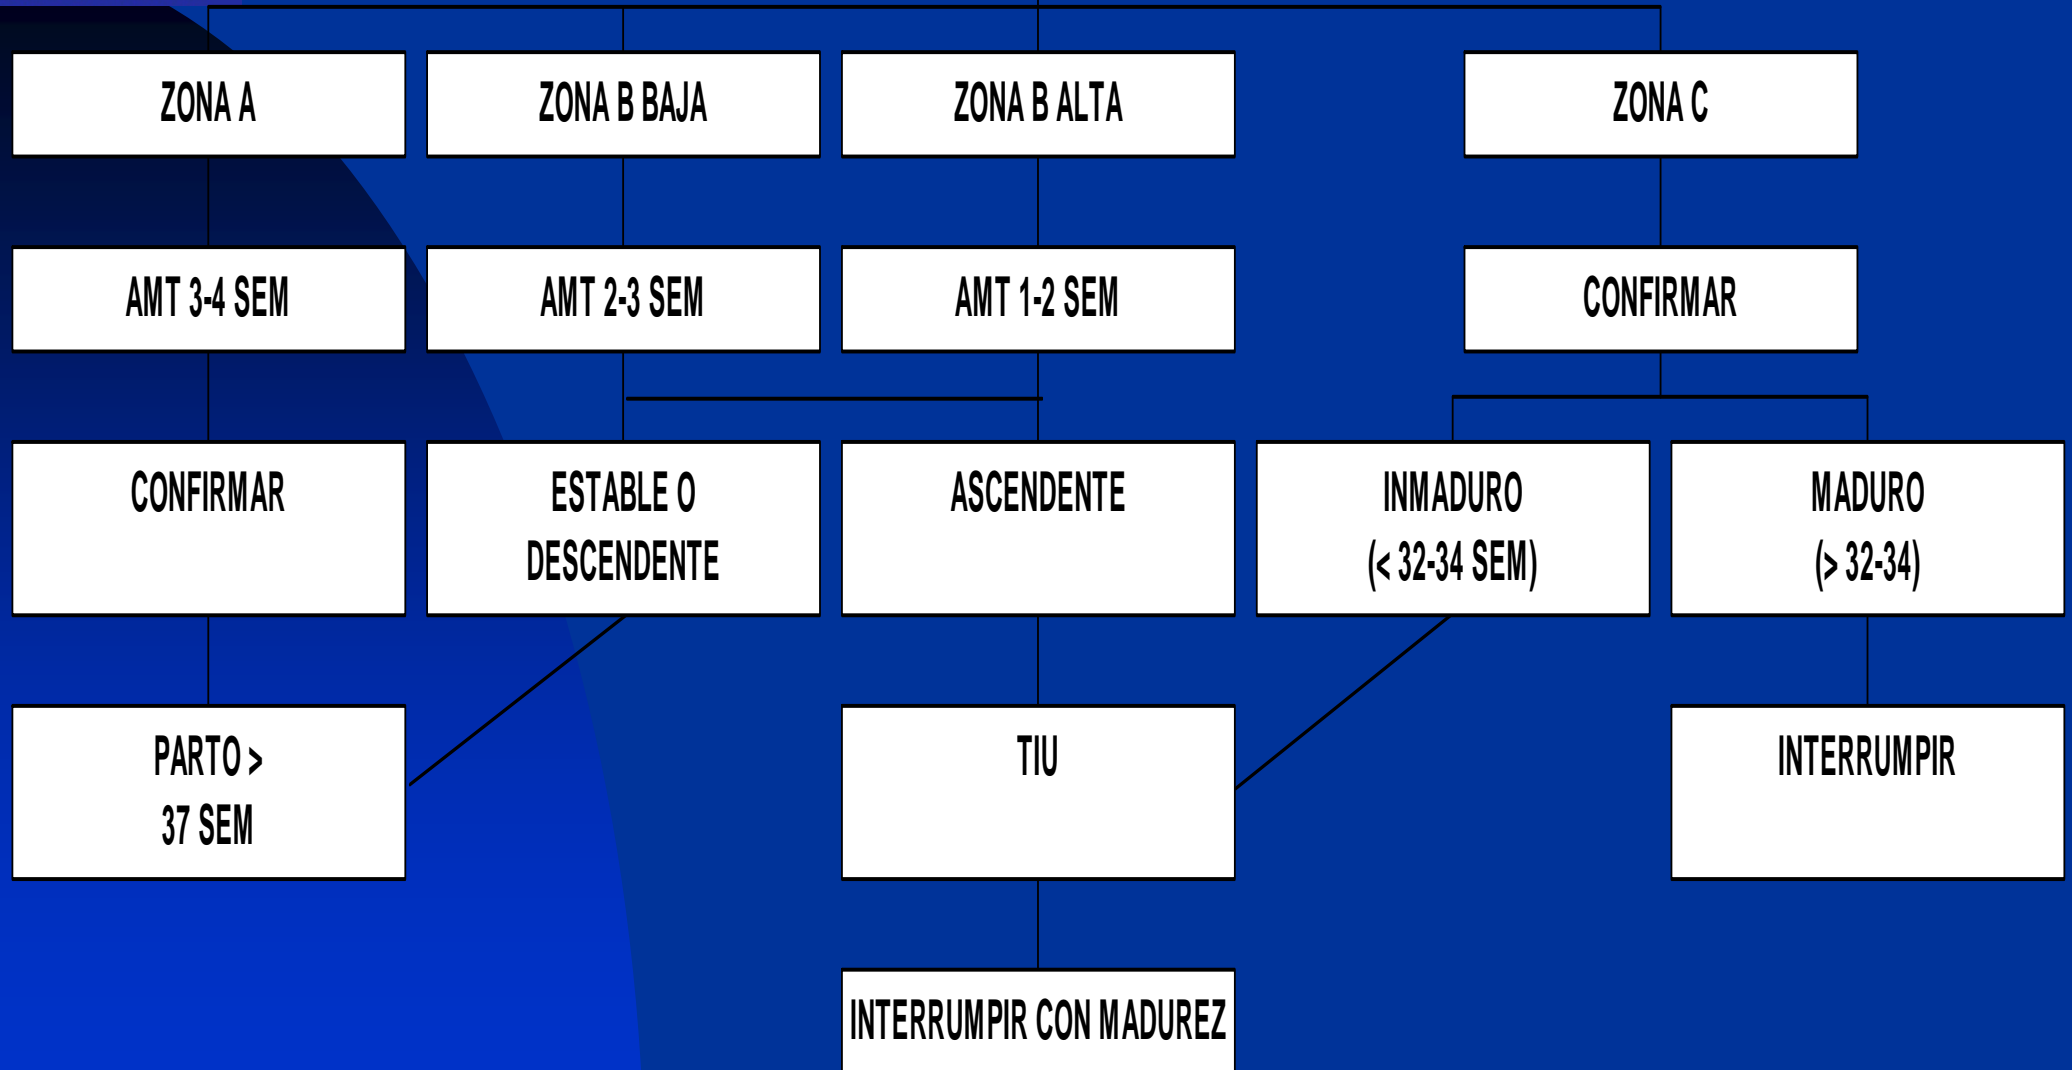 ZONA A
ZONA B BAJA
ZONA B ALTA
ZONA C
AMT 3-4 SEM
AMT 2-3 SEM
AMT 1-2 SEM
CONFIRMAR
CONFIRMAR
ESTABLE O
DESCENDENTE
ASCENDENTE
INMADURO
(< 32-34 SEM)
MADURO
(> 32-34)
PARTO >
37 SEM
TIU
INTERRUMPIR
INTERRUMPIR CON MADUREZ